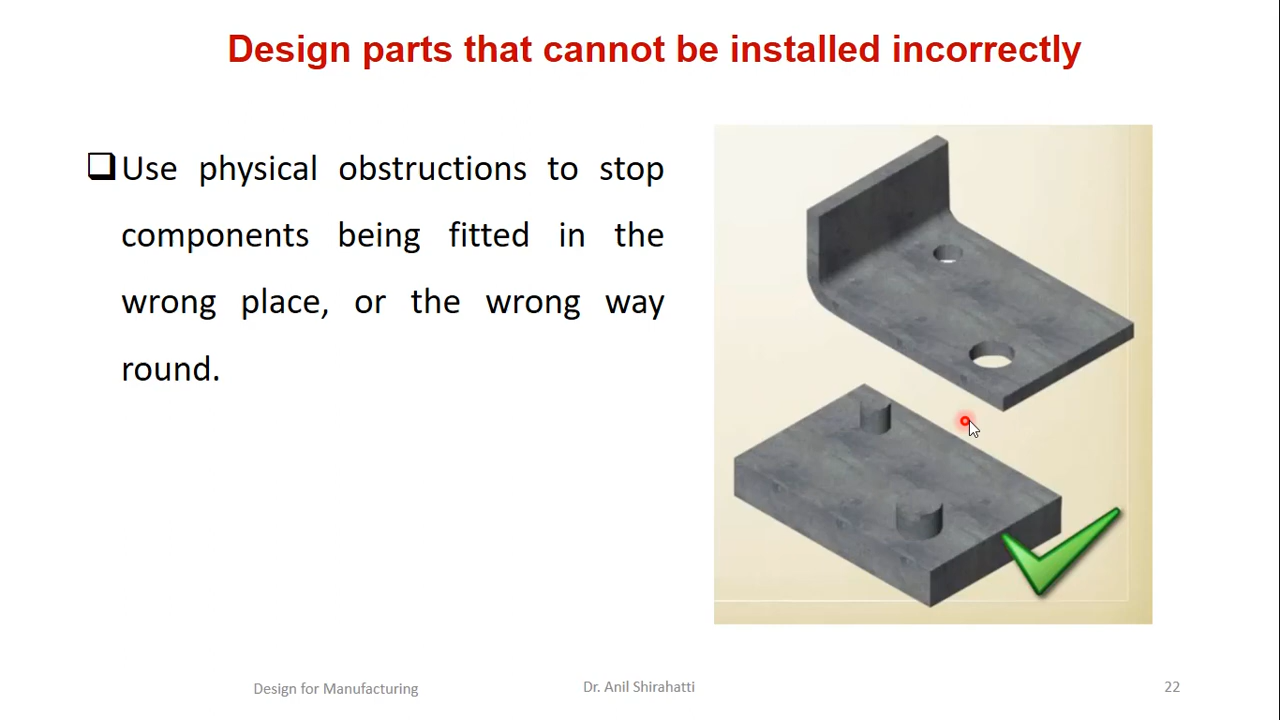 Design parts that cannot be installed incorrectly
Use physical obstructions to stop
components being fitted in the
wrong place, or the wrong way
round.
Design for Manufacturing
Dr. Anil Shirahatti
22